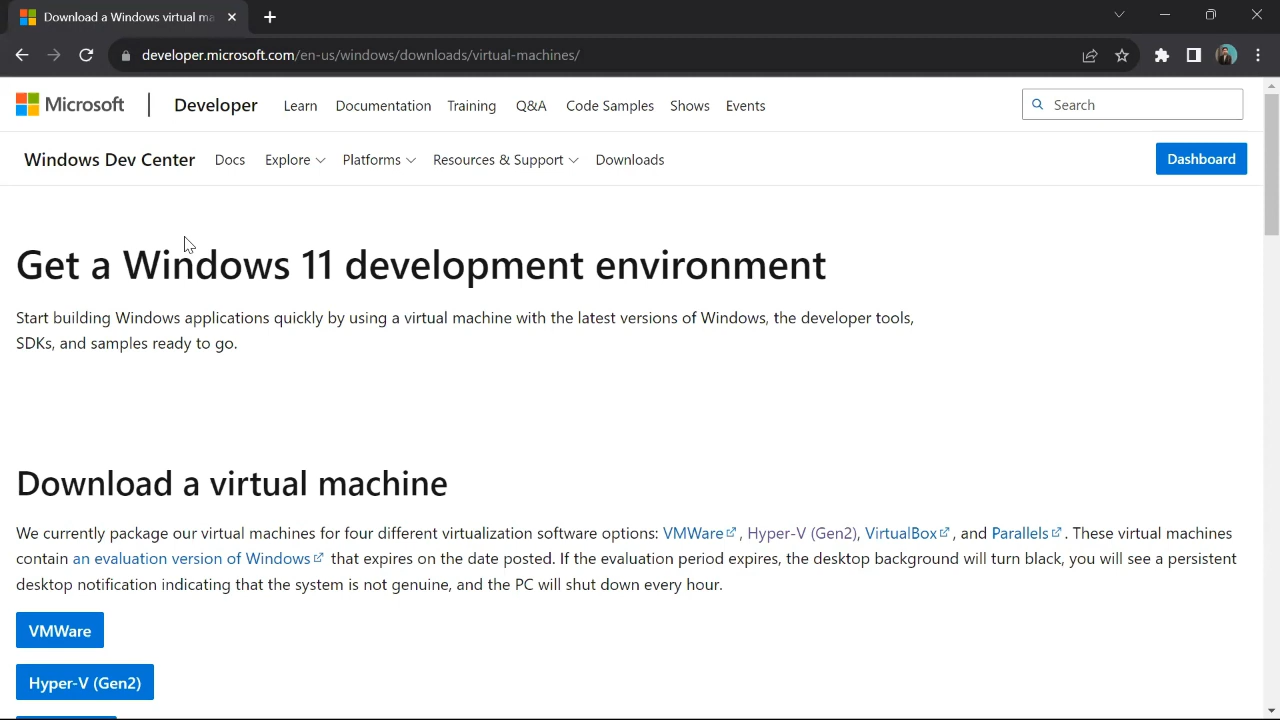 Download a Windows virtual ma
developer.microsoft.com/en-us/windows/downloads/virtual-machines/
Microsoft Developer Learn Documentation Training Q&A Code Samples Shows Events Search
Windows Dev Center Docs Explore Platforms Resources & Support Downloads Dashboard
Get a Windows 11 development environment
Start building Windows applications quickly by using a virtual machine with the latest versions of Windows, the developer tools,
SDKs, and samples ready to go.
Download a virtual machine
We currently package our virtual machines for four different virtualization software options: VMWare, Hyper-V (Gen2), VirtualBox, and Parallels. These virtual machines
contain an evaluation version of Windows that expires on the date posted. If the evaluation period expires, the desktop background will turn black, you will see a persistent
desktop notification indicating that the system is not genuine, and the PC will shut down every hour.
VMWare
Hyper-V (Gen2)